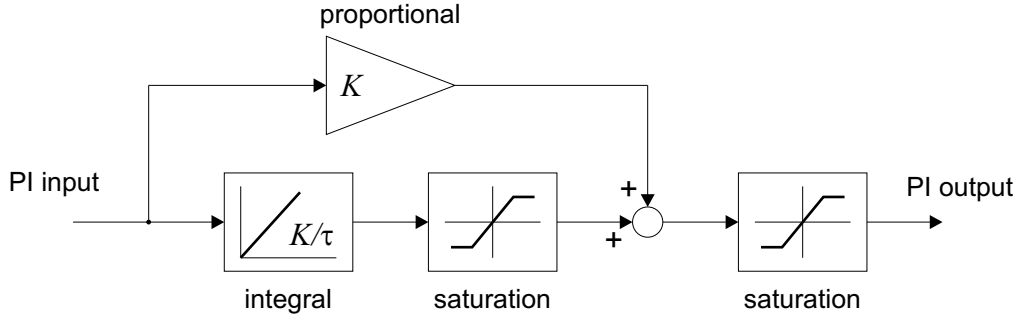 proportional
K
PI input
+
PI output
K/τ
+
integral
saturation
saturation